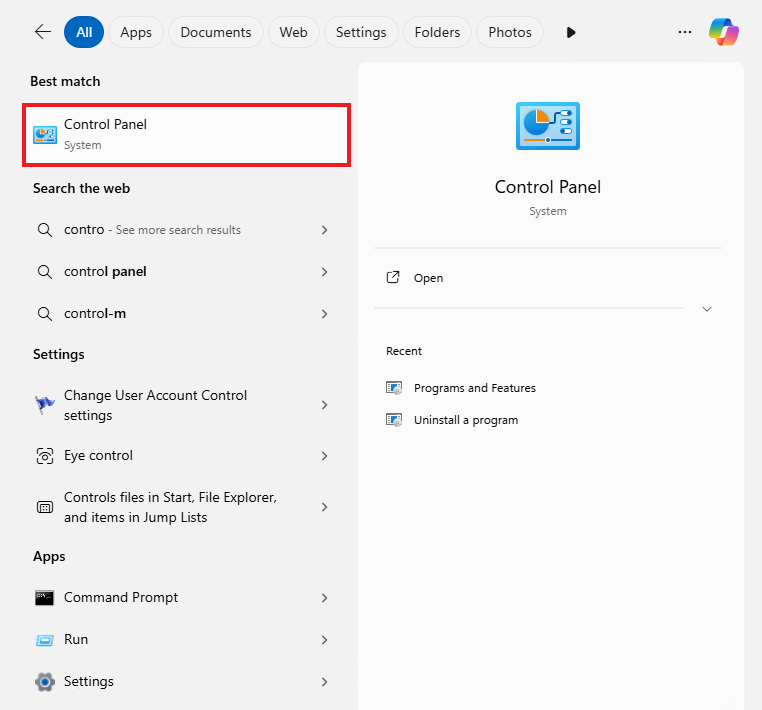 All
Apps
Documents
Web
Settings
Folders
Photos
Best match
Control Panel
System
Search the web
contro - See more search results
control panel
control-m
Settings
Change User Account Control
settings
Eye control
Controls files in Start, File Explorer,
and items in Jump Lists
Apps
Command Prompt
Run
Settings
Control Panel
System
Open
Recent
Programs and Features
Uninstall a program